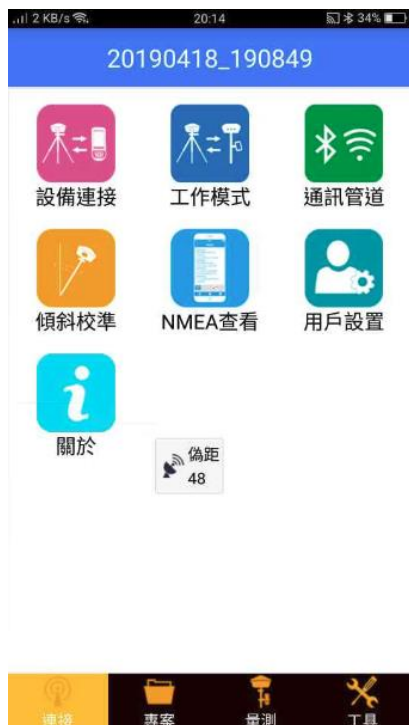 2 KB/s 20:14 34%
20190418_190849
設備連接 工作模式 通訊管道
傾斜校準 NMEA查看 用戶設置
關於
偽距
48
連接 專案 量測 工具